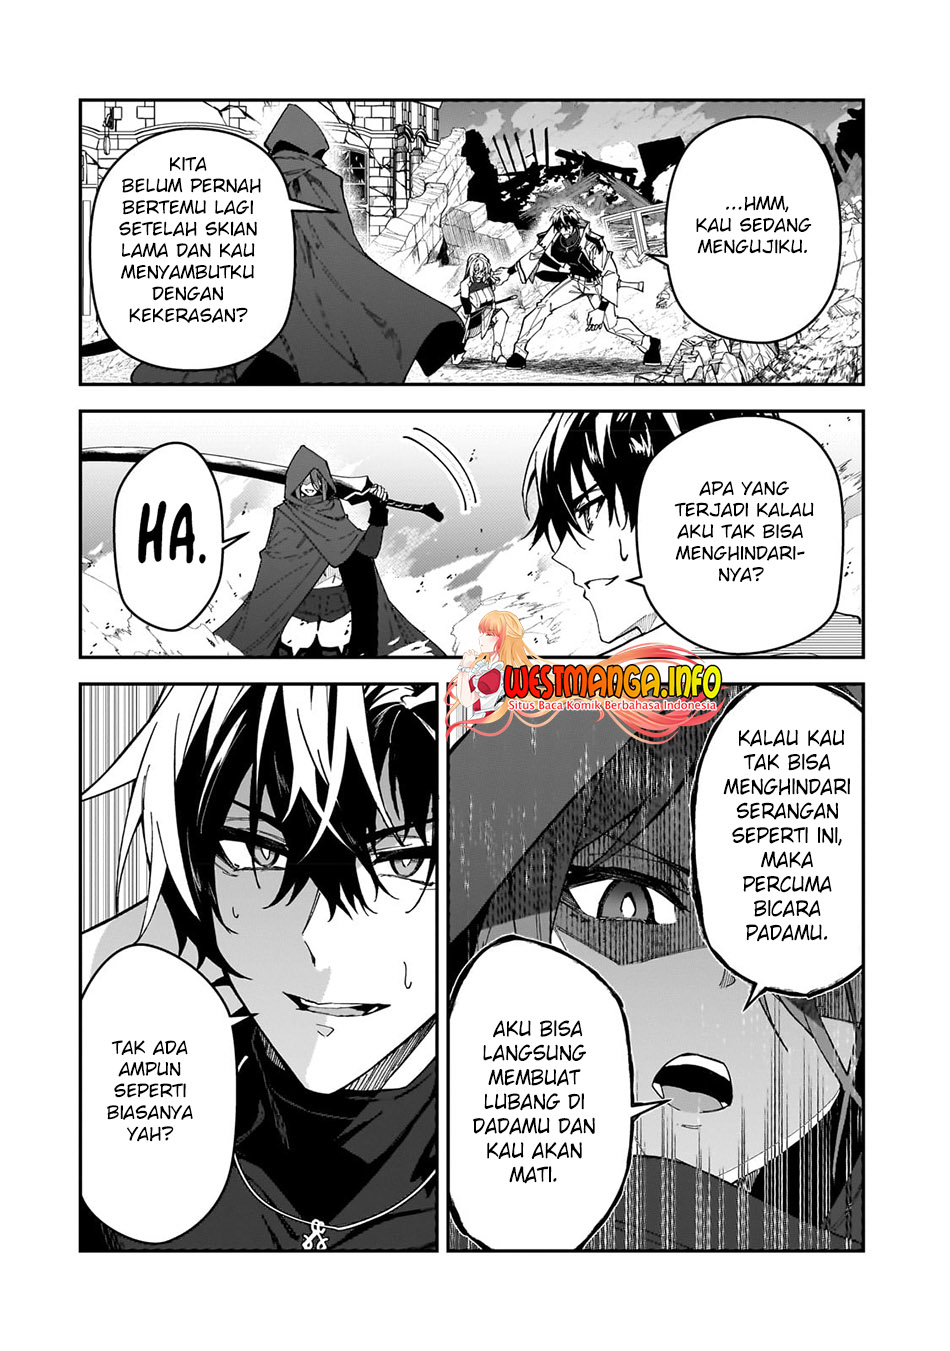 ...HMM,
KAU SEDANG
MENGUJIKU.
KITA
BELUM PERNAH
BERTEMU LAGI
SETELAH SKIAN
LAMA DAN KAU
MENYAMBUTKU
DENGAN
KEKERASAN?
APA YANG
TERJADI KALAU
AKU TAK BISA
MENGHINDARI-
NYA?
HA.
WESTMANGA.INFO
Situs Baca Komik Berbahasa Indonesia
KALAU KAU
TAK BISA
MENGHINDARI
SERANGAN
SEPERTI INI,
MAKA
PERCUMA
BICARA
PADAMU.
AKU BISA
LANGSUNG
MEMBUAT
LUBANG DI
DADAMU DAN
KAU AKAN
MATI.
TAK ADA
AMPUN
SEPERTI
BIASANYA
YAH?